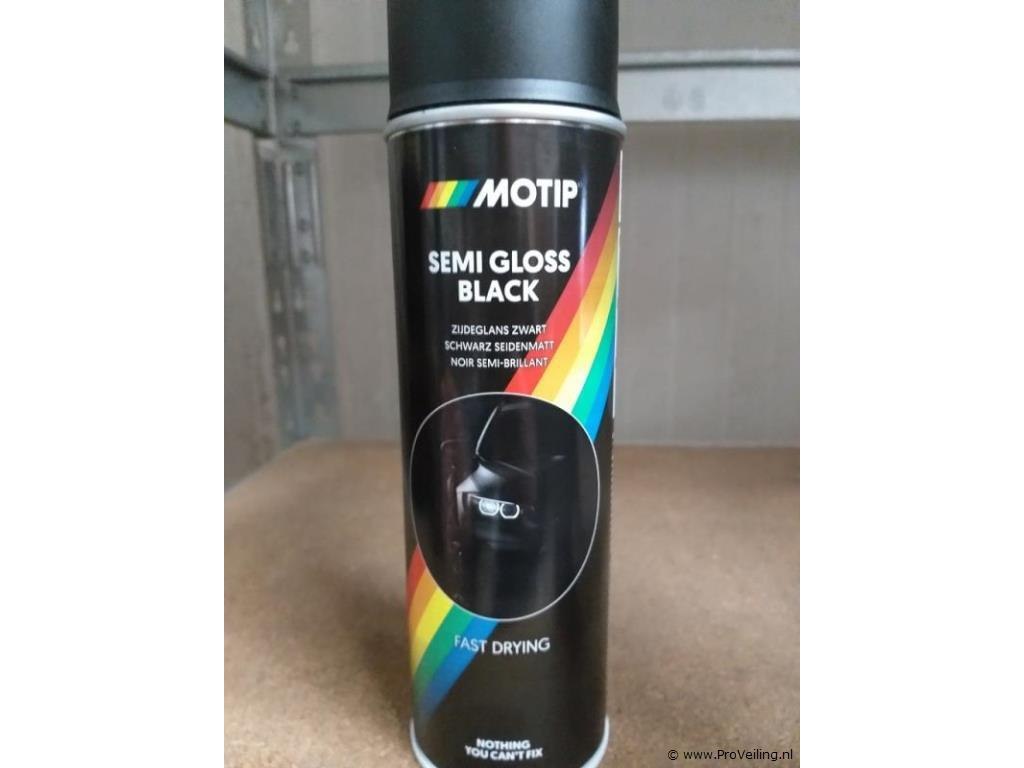 MOTIP
SEMI GLOSS
BLACK
ZIJDEGLANS ZWART
SCHWARZ SEIDENMATT
NOIR SEMI-BRILLANT
FAST DRYING
NOTHING
YOU CAN'T FIX
© www.ProVeiling.nl